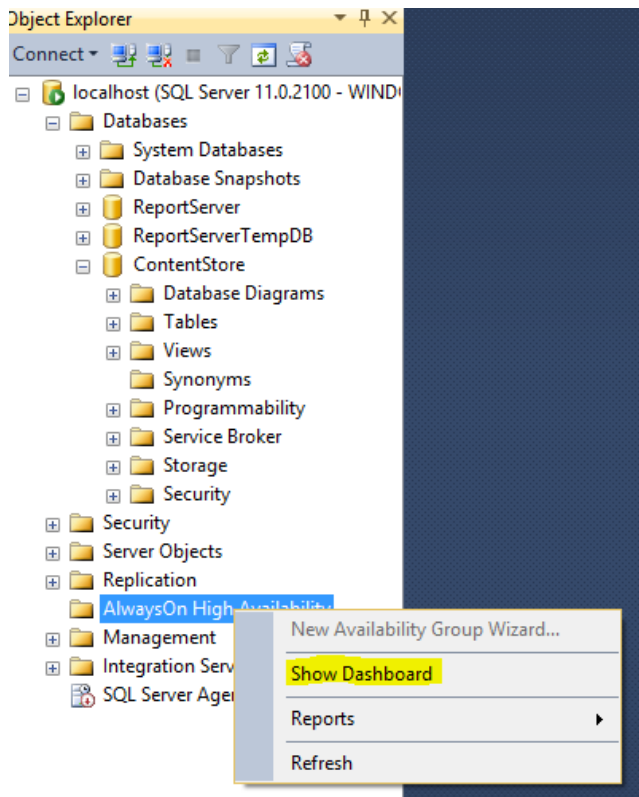 Object Explorer
Connect
localhost (SQL Server 11.0.2100 - WIND
Databases
System Databases
Database Snapshots
ReportServer
ReportServerTempDB
ContentStore
Database Diagrams
Tables
Views
Synonyms
Programmability
Service Broker
Storage
Security
Security
Server Objects
Replication
AlwaysOn High Availability
New Availability Group Wizard...
Management
Show Dashboard
Integration Serv
SQL Server Age
Reports
Refresh